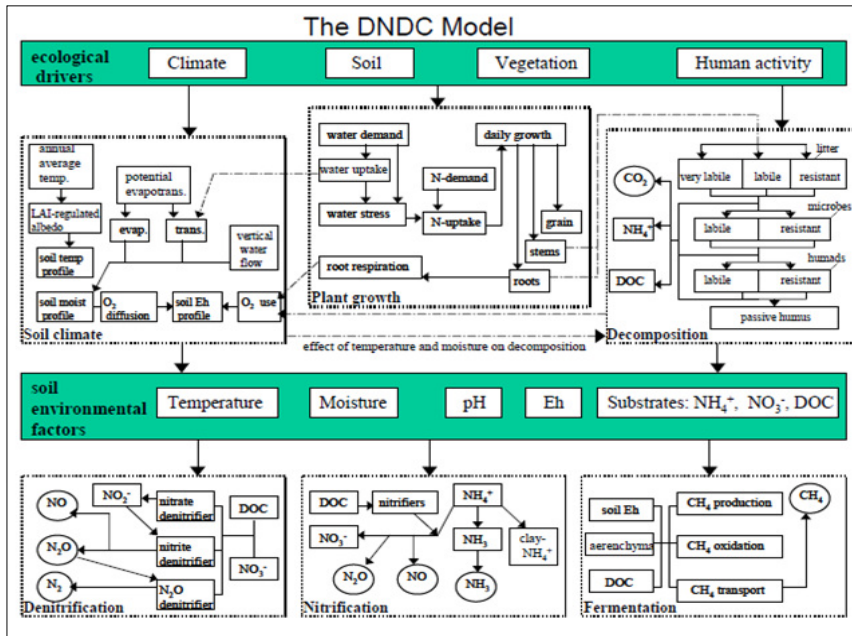 The DNDC Model
ecological
drivers
Climate
Soil
Vegetation
Human activity
annual
average
temp.
potential
evapotrans.
LAI-regulated
albedo
evap.
trans.
vertical
water
flow
soil temp
profile
soil moist
profile
O₂
diffusion
soil Eh
profile
O₂ use
Soil climate
water demand
daily growth
water uptake
N-demand
water stress
N-uptake
grain
stems
root respiration
roots
Plant growth
litter
CO₂
very labile
labile
resistant
microbes
NH₄⁺
labile
resistant
humads
DOC
labile
resistant
passive humus
Decomposition
effect of temperature and moisture on decomposition
soil
environmental
factors
Temperature
Moisture
pH
Eh
Substrates: NH₄⁺, NO₃⁻, DOC
NO
NO₂⁻
nitrate
denitrifier
DOC
N₂O
nitrite
denitrifier
NO₃⁻
N₂
N₂O
denitrifier
Denitrification
DOC
nitrifiers
NH₄⁺
NO₃⁻
NH₃
clay-
NH₄⁺
N₂O
NO
NH₃
Nitrification
soil Eh
CH₄ production
CH₄
aerenchyma
CH₄ oxidation
DOC
CH₄ transport
Fermentation